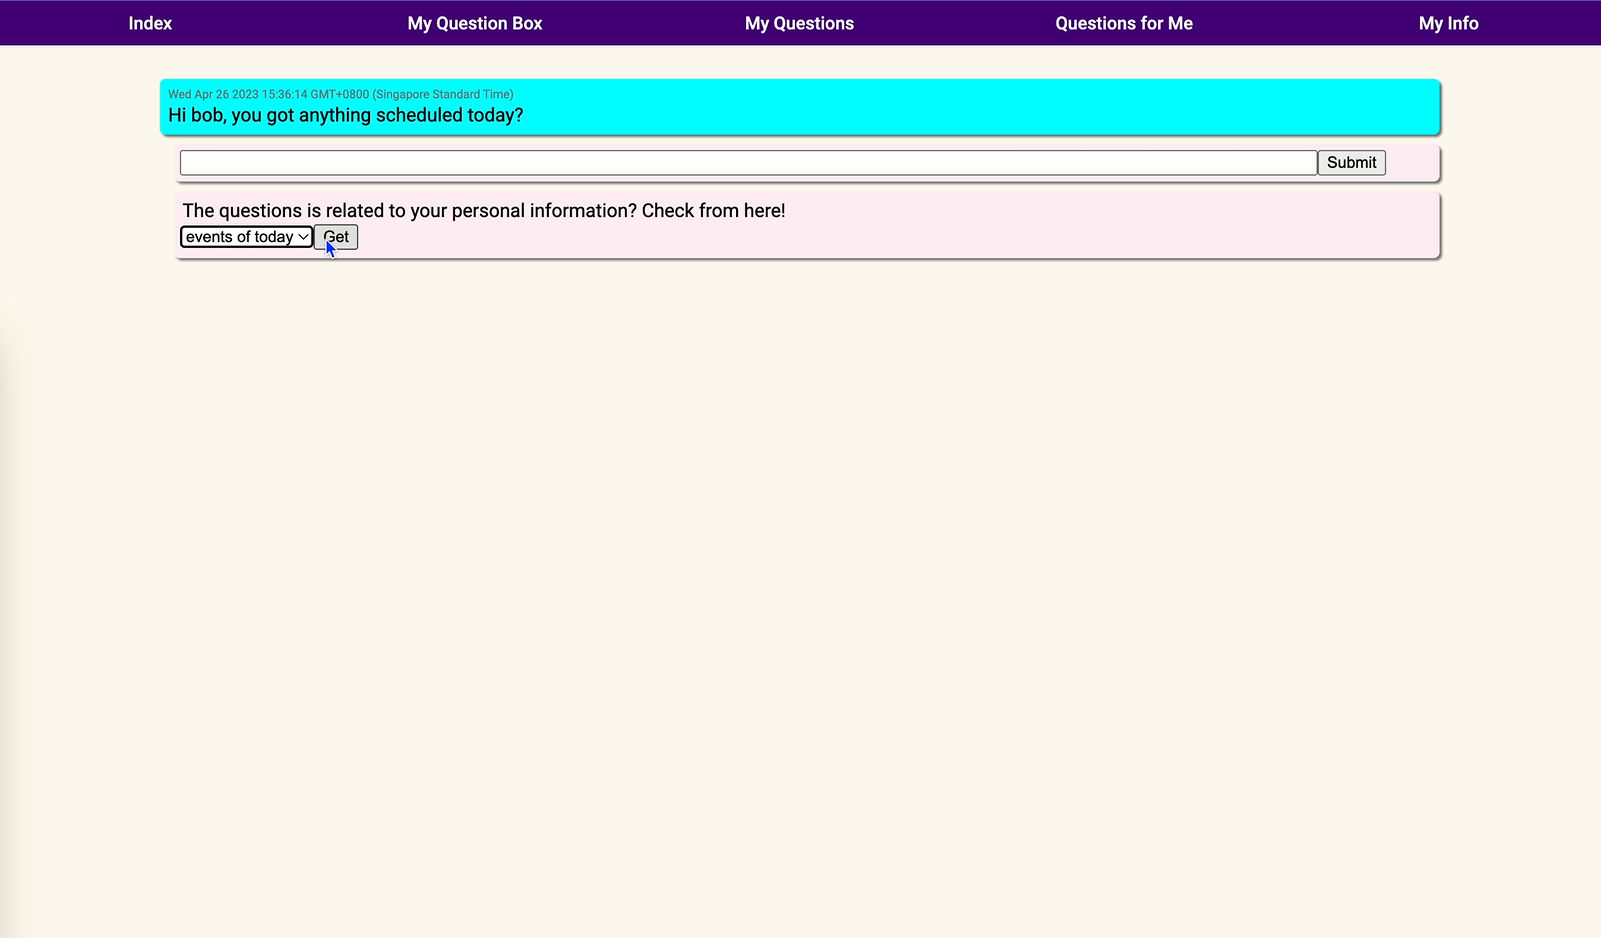 Index My Question Box My Questions Questions for Me My Info
Wed Apr 26 2023 15:36:14 GMT+0800 (Singapore Standard Time)
Hi bob, you got anything scheduled today?
Submit
The questions is related to your personal information? Check from here!
events of today Get